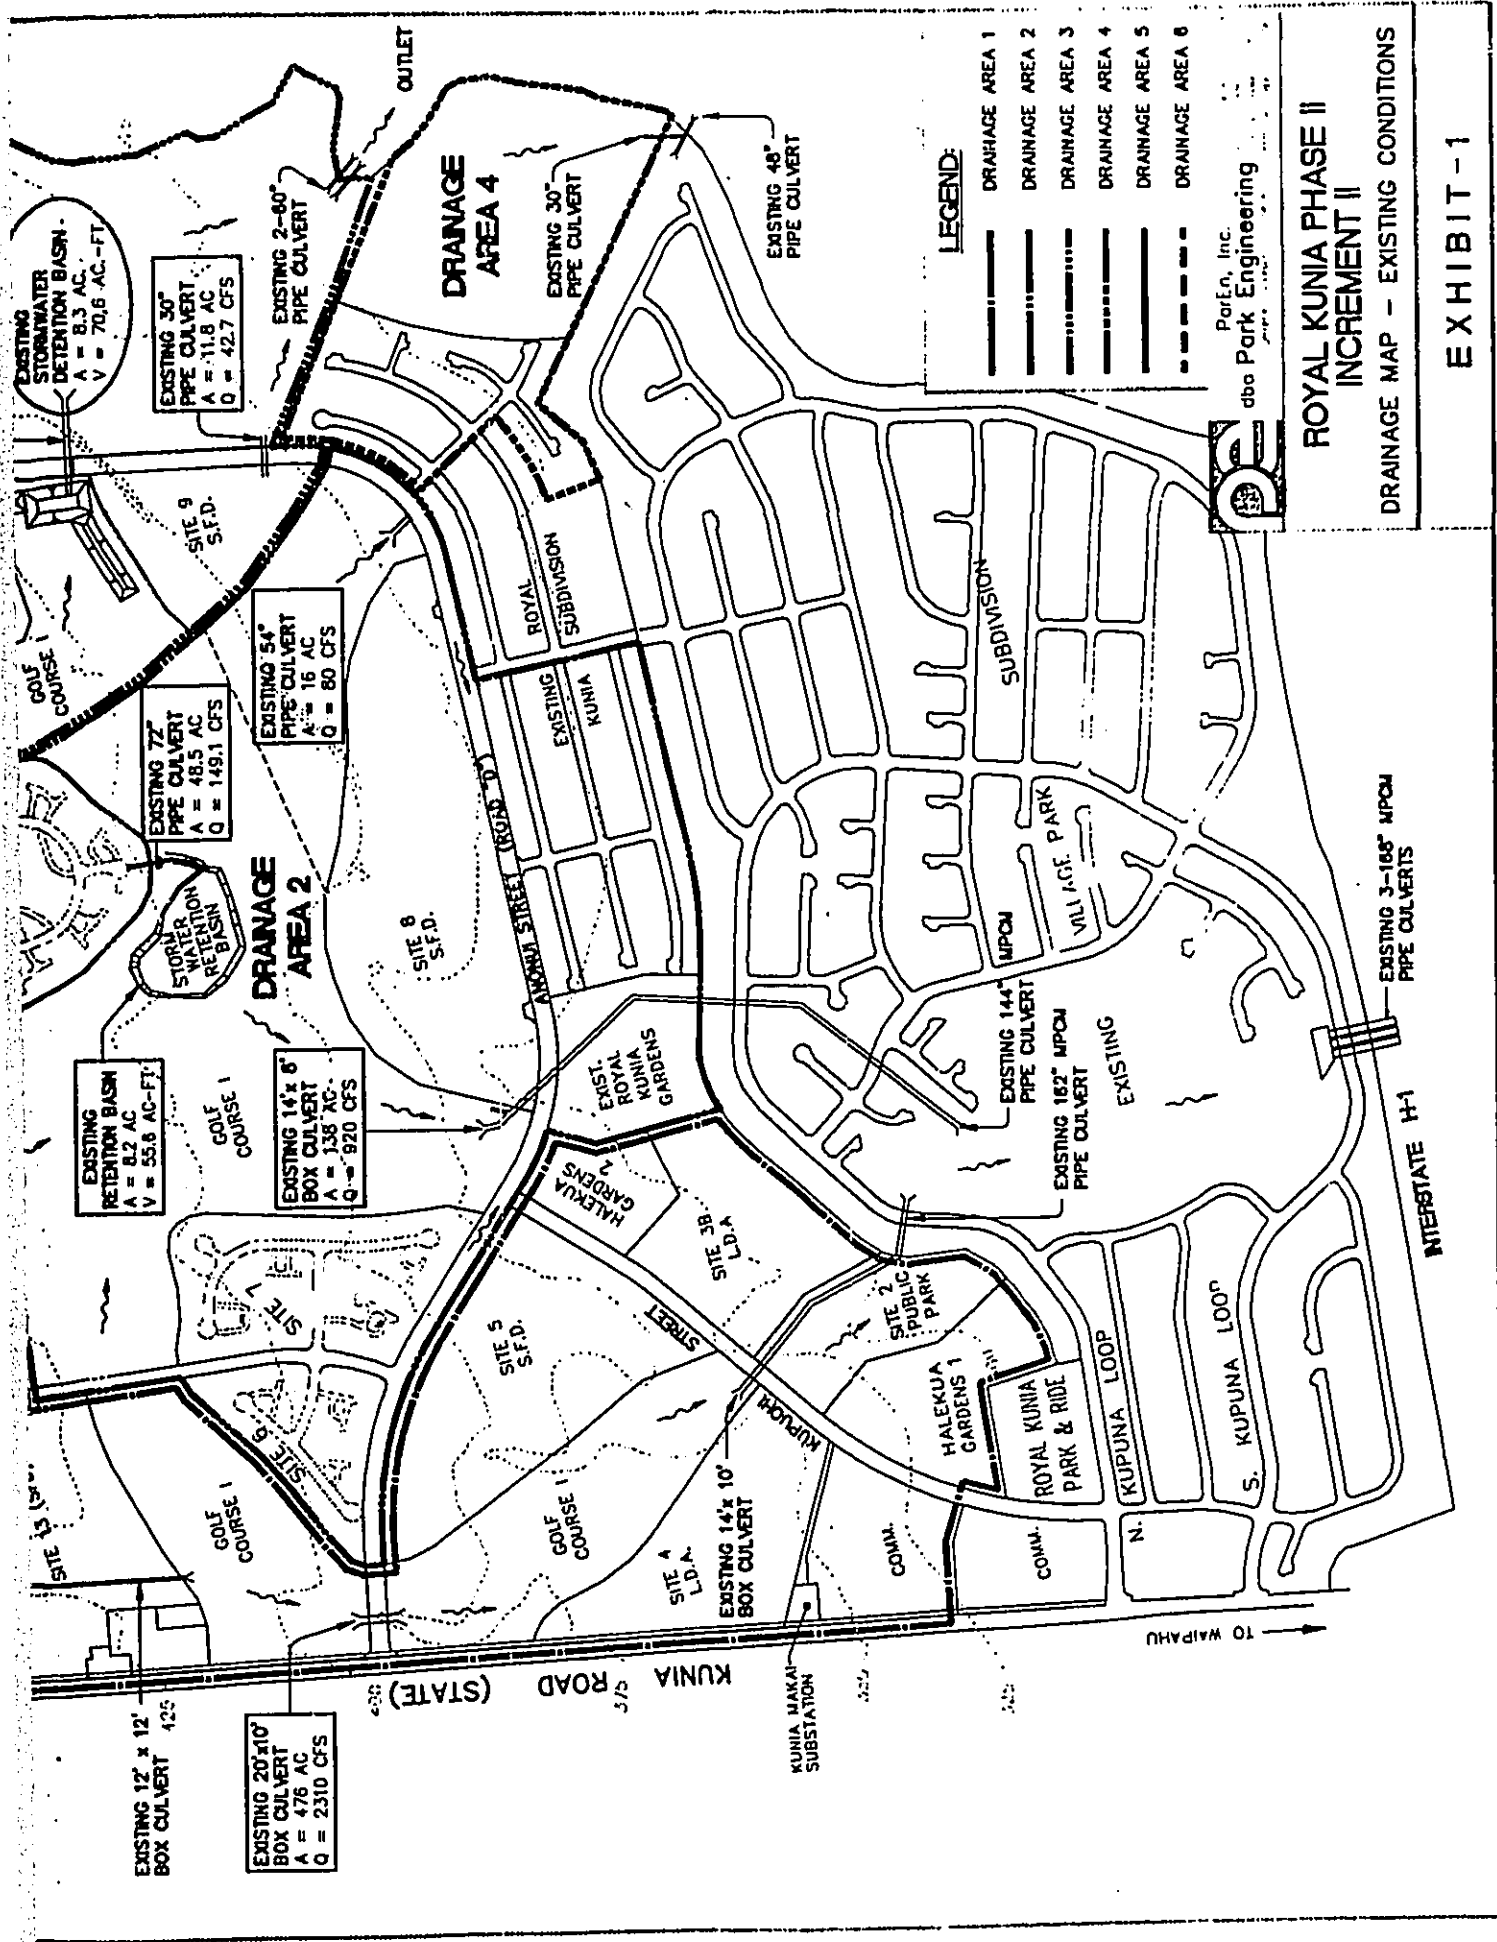 EXISTING
STORMWATER
DETENTION BASIN
A = 8.3 AC.
V = 70.6 AC.-FT
EXISTING 30"
PIPE CULVERT
A = 11.8 AC
Q = 42.7 CFS
EXISTING 2-60"
PIPE CULVERT
OUTLET
DRAINAGE
AREA 4
EXISTING 30"
PIPE CULVERT
EXISTING 48"
PIPE CULVERT
SITE 9
S.F.D.
GOLF
COURSE 1
EXISTING 54"
PIPE CULVERT
A = 16 AC
Q = 80 CFS
EXISTING 72"
PIPE CULVERT
A = 48.5 AC
Q = 149.1 CFS
STORM
WATER
RETENTION
BASIN
DRAINAGE
AREA 2
SITE 8
S.F.D.
ANONUI STREET (ROAD "D")
ROYAL
SUBDIVISION
EXISTING
KUNIA
EXISTING
RETENTION BASIN
A = 8.2 AC
V = 55.6 AC-FT
GOLF
COURSE 1
EXISTING 14'x 8'
BOX CULVERT
A = 138 AC.
Q = 920 CFS
EXIST.
ROYAL
KUNIA
GARDENS
HALEKUA
GARDENS
2
SITE 7
SITE 6
SITE 5
S.F.D.
SITE 3B
L.D.A
KUPUOHI
STREET
SITE 2
PUBLIC
PARK
HALEKUA
GARDENS 1
ROYAL KUNIA
PARK & RIDE
KUPUNA LOOP
N.
S. KUPUNA LOOP
COMM.
COMM.
SITE 4
L.D.A.
GOLF
COURSE 1
GOLF
COURSE 1
EXISTING 14'x 10'
BOX CULVERT
EXISTING 12' x 12'
BOX CULVERT
425
EXISTING 20'x10'
BOX CULVERT
A = 476 AC
Q = 2310 CFS
KUNIA ROAD (STATE)
375
KUNIA MAKAI
SUBSTATION
TO WAIPAHU
EXISTING 144" MPCM
PIPE CULVERT
EXISTING 162" MPCM
PIPE CULVERT
EXISTING
VILLAGE PARK
SUBDIVISION
EXISTING 3-168" MPCM
PIPE CULVERTS
INTERSTATE H-1
LEGEND:
DRAINAGE AREA 1
DRAINAGE AREA 2
DRAINAGE AREA 3
DRAINAGE AREA 4
DRAINAGE AREA 5
DRAINAGE AREA 6
ParEn, Inc.
dba Park Engineering
ROYAL KUNIA PHASE II
INCREMENT II
DRAINAGE MAP - EXISTING CONDITIONS
EXHIBIT-1